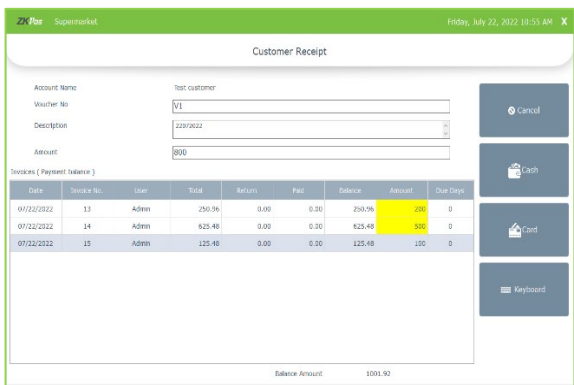 ZKPos Supermarket Friday, July 22, 2022 10:55 AM X
Customer Receipt
Account Name Test customer
Voucher No V1
Description 22072022
Amount 800
Cancel
Cash
Card
Keyboard
Invoices ( Payment balance )
Date Invoice No. User Total Return Paid Balance Amount Due Days
07/22/2022 13 Admin 250.96 0.00 0.00 250.96 200 0
07/22/2022 14 Admin 625.48 0.00 0.00 625.48 500 0
07/22/2022 15 Admin 125.48 0.00 0.00 125.48 100 0
Balance Amount 1001.92